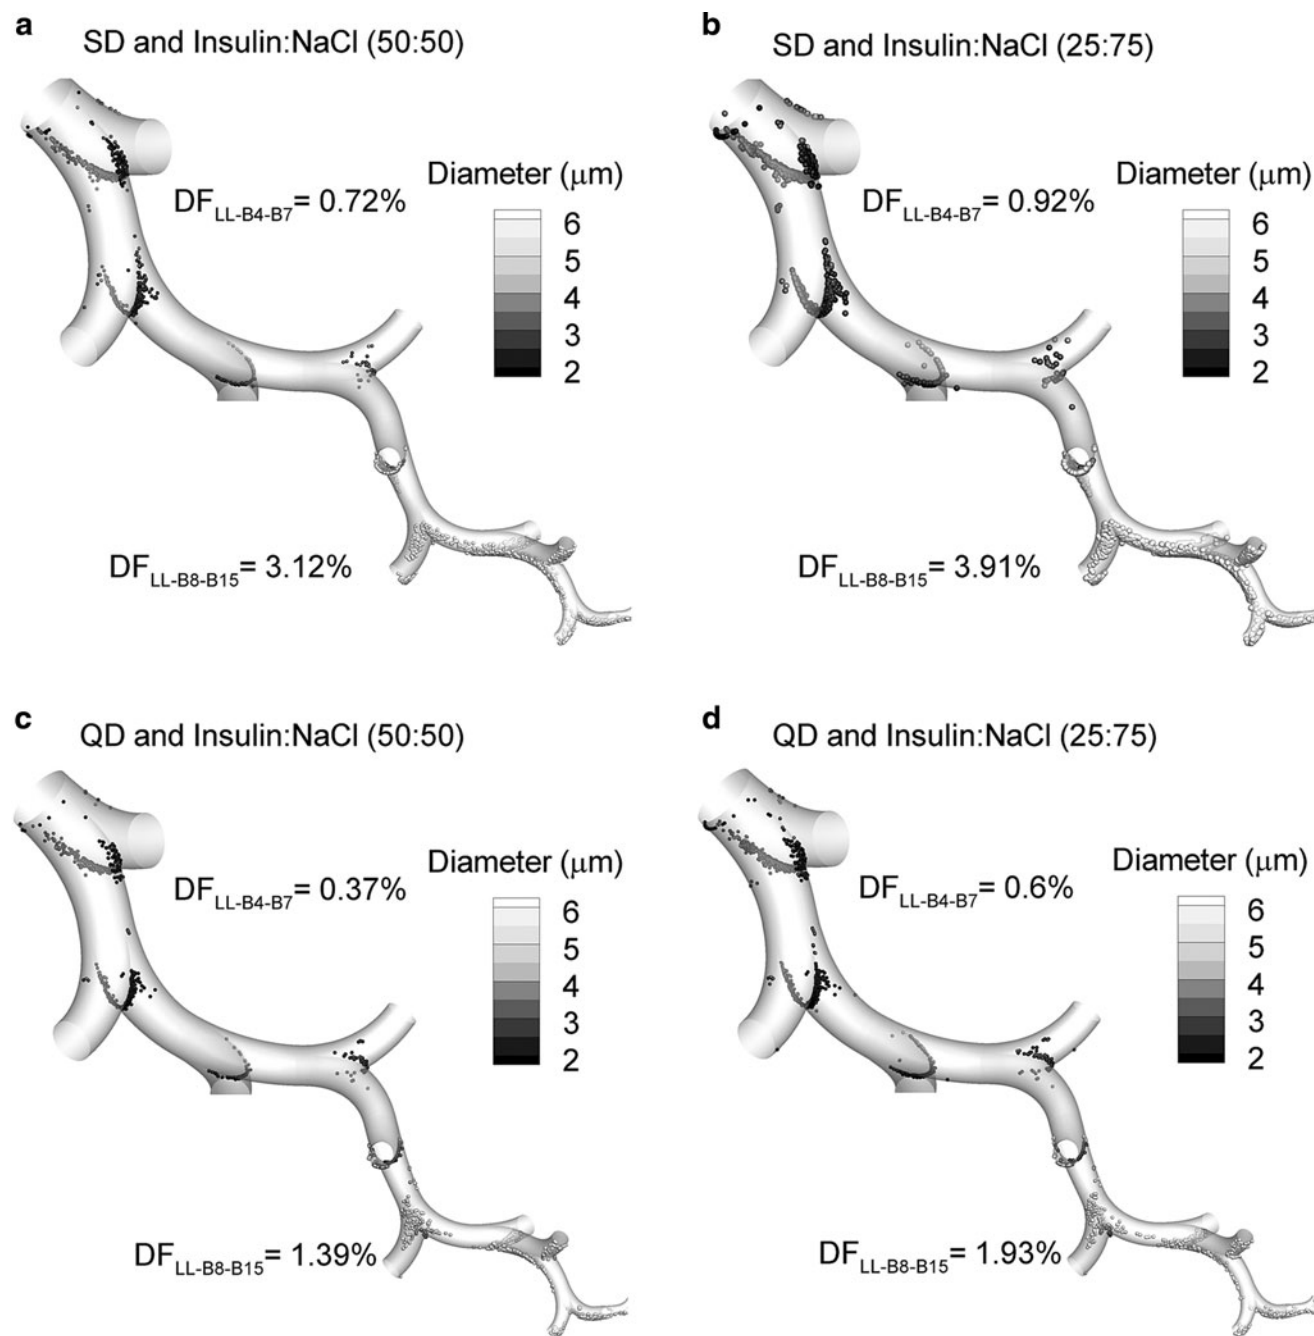 a SD and Insulin:NaCl (50:50)
DF_LL-B4-B7 = 0.72%
Diameter (µm)
6
5
4
3
2
DF_LL-B8-B15 = 3.12%
b SD and Insulin:NaCl (25:75)
DF_LL-B4-B7 = 0.92%
Diameter (µm)
6
5
4
3
2
DF_LL-B8-B15 = 3.91%
c QD and Insulin:NaCl (50:50)
DF_LL-B4-B7 = 0.37%
Diameter (µm)
6
5
4
3
2
DF_LL-B8-B15 = 1.39%
d QD and Insulin:NaCl (25:75)
DF_LL-B4-B7 = 0.6%
Diameter (µm)
6
5
4
3
2
DF_LL-B8-B15 = 1.93%